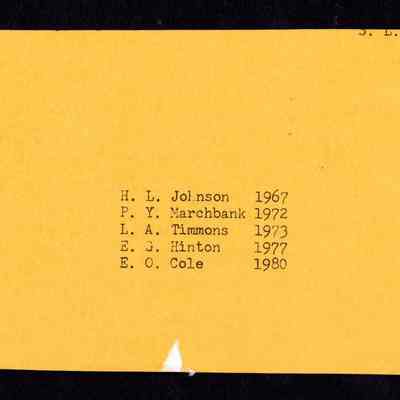 H. L. Johnson 1967
P. Y. Marchbank 1972
L. A. Timmons 1973
E. G. Hinton 1977
E. O. Cole 1980